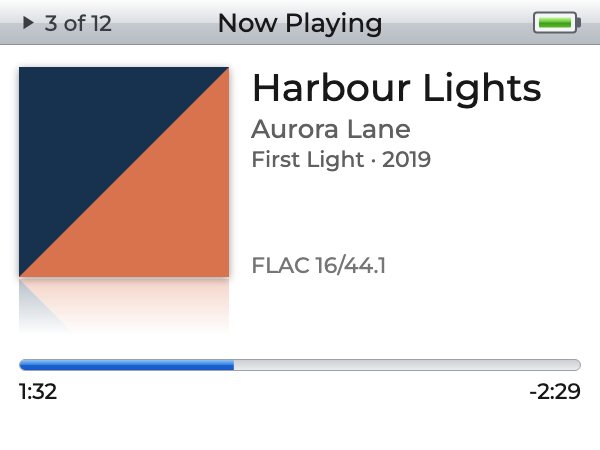 3 of 12
Now Playing
Harbour Lights
Aurora Lane
First Light · 2019
FLAC 16/44.1
1:32
-2:29